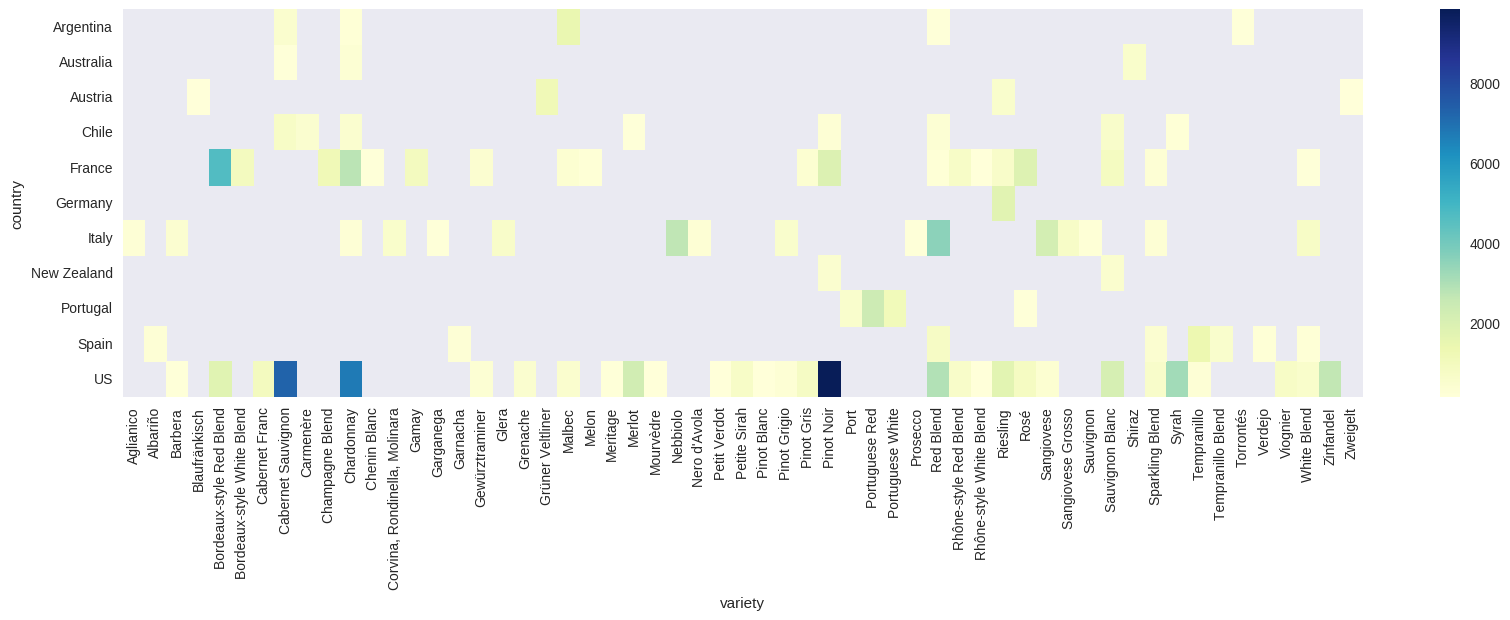 Argentina
Australia
Austria
Chile
France
Germany
Italy
New Zealand
Portugal
Spain
US
country
Aglianico
Albariño
Barbera
Blaufränkisch
Bordeaux-style Red Blend
Bordeaux-style White Blend
Cabernet Franc
Cabernet Sauvignon
Carmenère
Champagne Blend
Chardonnay
Chenin Blanc
Corvina, Rondinella, Molinara
Gamay
Garganega
Garnacha
Gewürztraminer
Glera
Grenache
Grüner Veltliner
Malbec
Melon
Meritage
Merlot
Mourvèdre
Nebbiolo
Nero d'Avola
Petit Verdot
Petite Sirah
Pinot Blanc
Pinot Grigio
Pinot Gris
Pinot Noir
Port
Portuguese Red
Portuguese White
Prosecco
Red Blend
Rhône-style Red Blend
Rhône-style White Blend
Riesling
Rosé
Sangiovese
Sangiovese Grosso
Sauvignon
Sauvignon Blanc
Shiraz
Sparkling Blend
Syrah
Tempranillo
Tempranillo Blend
Torrontés
Verdejo
Viognier
White Blend
Zinfandel
Zweigelt
variety
8000
6000
4000
2000